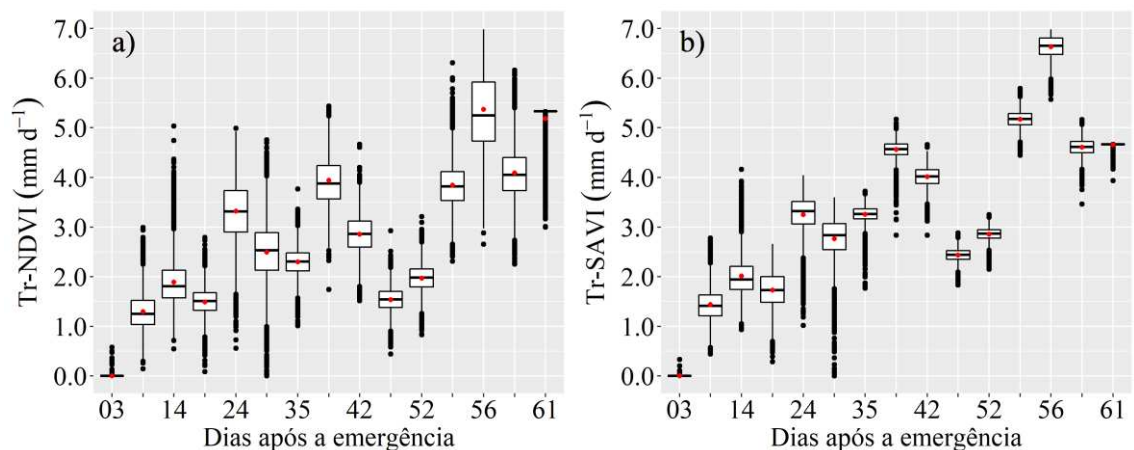 a)
Tr-NDVI (mm d⁻¹)
7.0
6.0
5.0
4.0
3.0
2.0
1.0
0.0
03 14 24 35 42 52 56 61
Dias após a emergência
b)
Tr-SAVI (mm d⁻¹)
7.0
6.0
5.0
4.0
3.0
2.0
1.0
0.0
03 14 24 35 42 52 56 61
Dias após a emergência